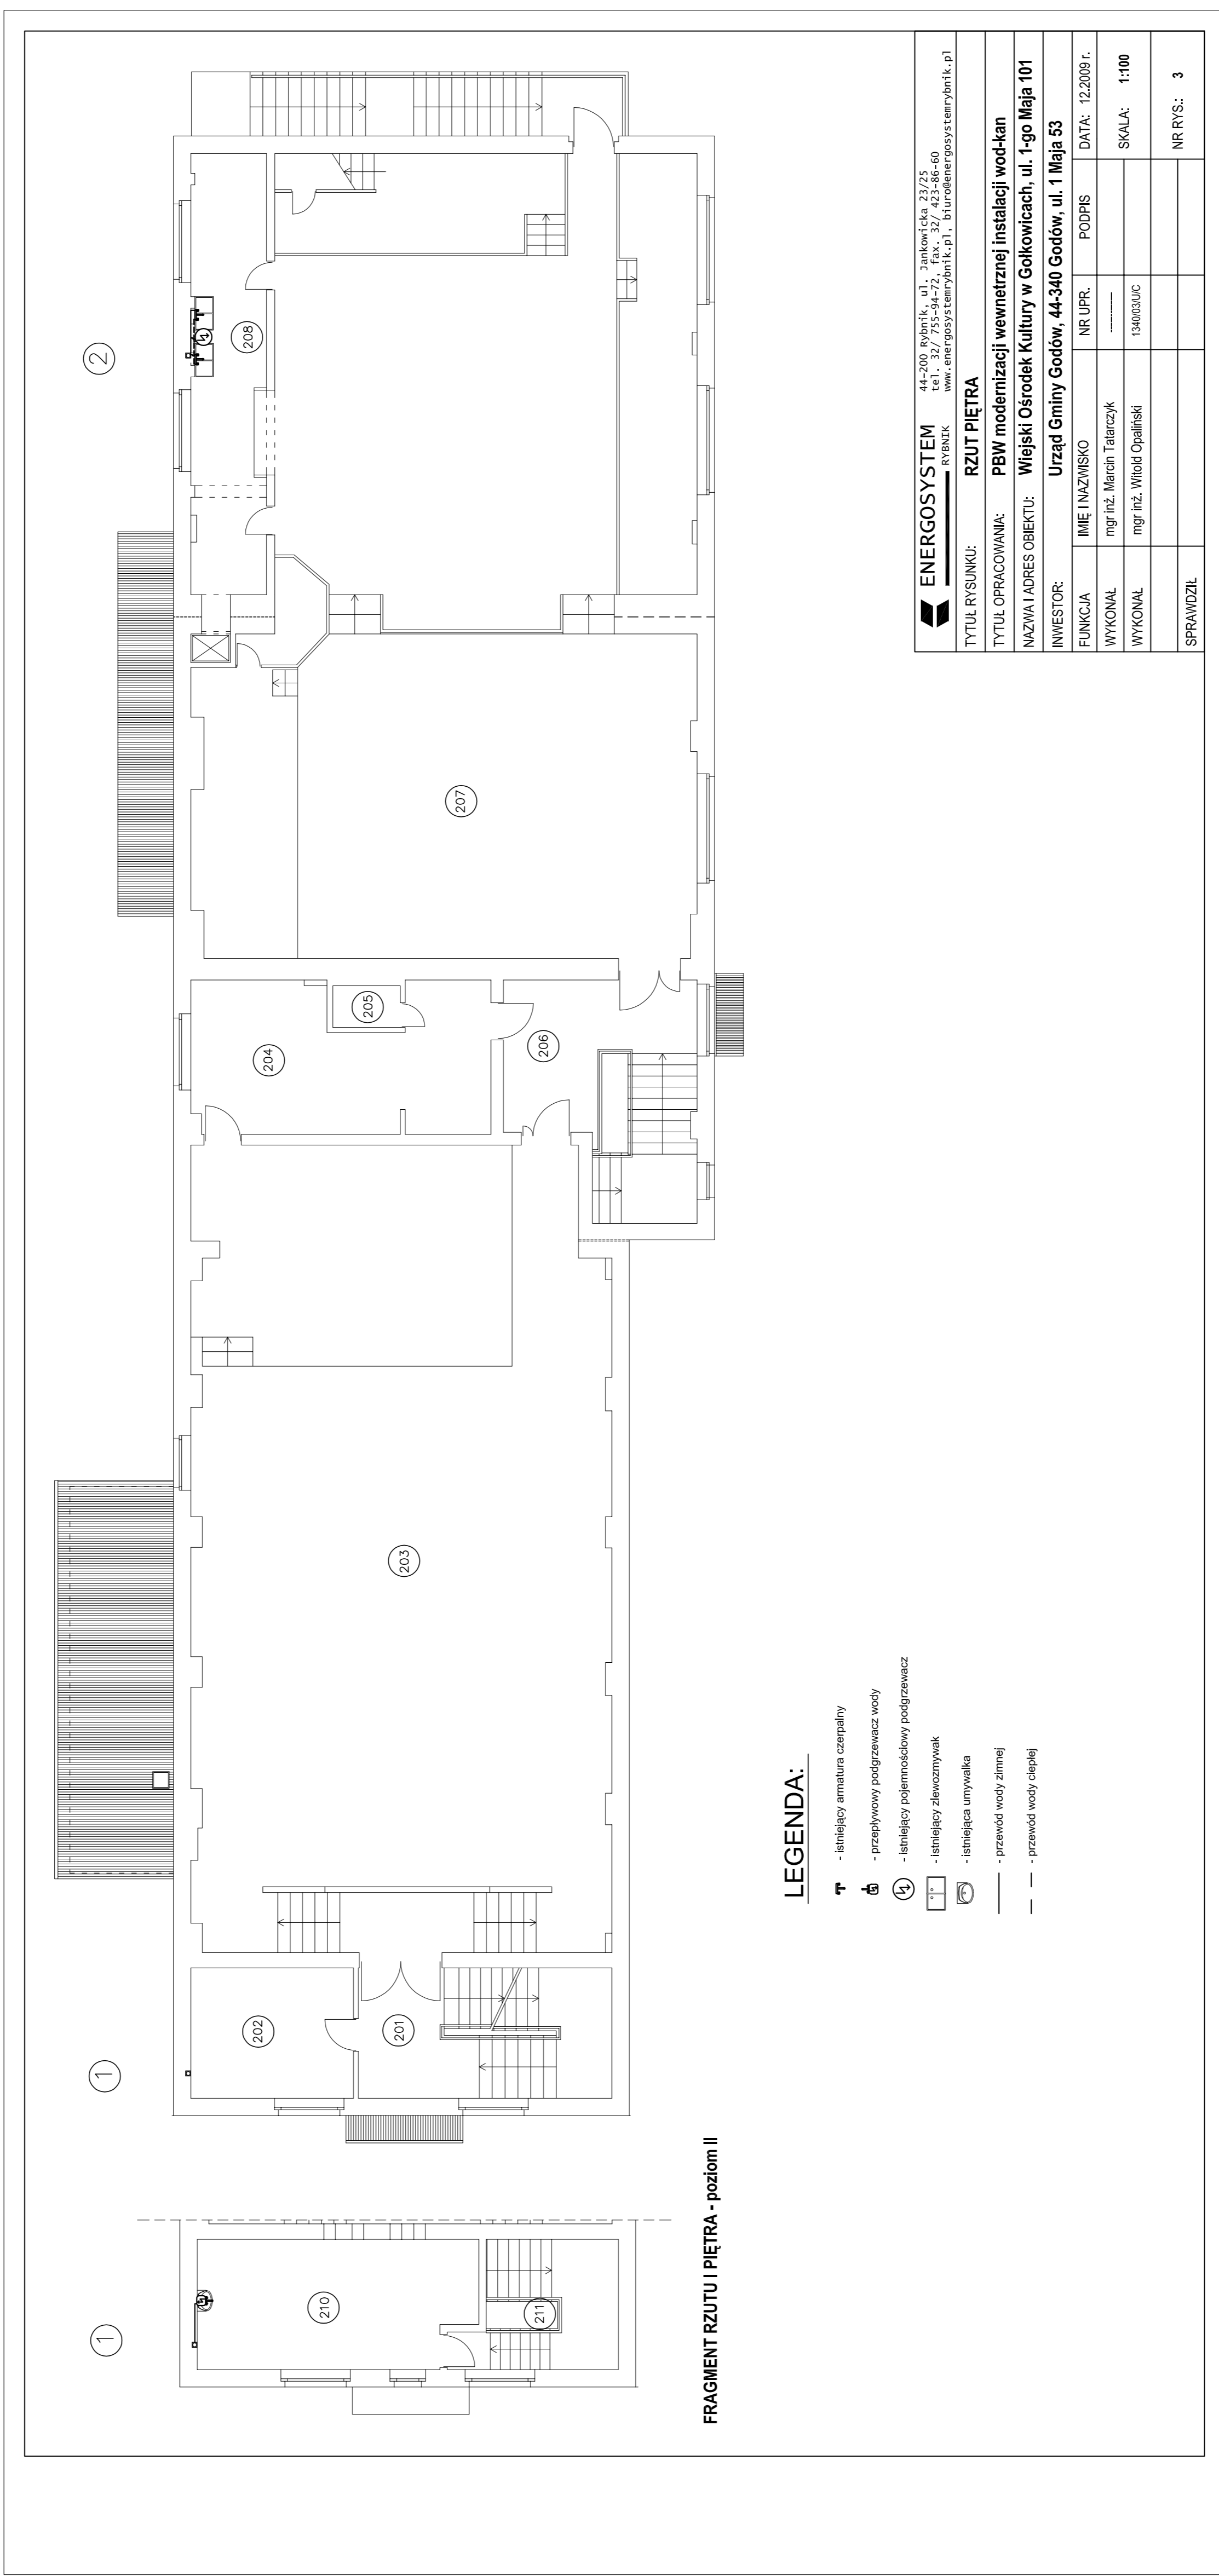 2
208
207
205
204
206
203
1
202
201
1
210
211
FRAGMENT RZUTU I PIĘTRA - poziom II
LEGENDA:
- istniejący armatura czerpalny
- przepływowy podgrzewacz wody
- istniejący pojemnościowy podgrzewacz
- istniejący zlewozmywak
- istniejąca umywalka
- przewód wody zimnej
- przewód wody ciepłej
ENERGOSYSTEM
RYBNIK
44-200 Rybnik, ul. Jankowicka 23/25
tel. 32/ 755-94-72, fax. 32/ 423-86-60
www.energosystemrybnik.pl, biuro@energosystemrybnik.pl
TYTUŁ RYSUNKU: RZUT PIĘTRA
TYTUŁ OPRACOWANIA: PBW modernizacji wewnetrznej instalacji wod-kan
NAZWA I ADRES OBIEKTU: Wiejski Ośrodek Kultury w Gołkowicach, ul. 1-go Maja 101
INWESTOR: Urząd Gminy Godów, 44-340 Godów, ul. 1 Maja 53
FUNKCJA IMIĘ I NAZWISKO NR UPR. PODPIS DATA: 12.2009 r.
WYKONAŁ mgr inż. Marcin Tatarczyk ----------- SKALA: 1:100
WYKONAŁ mgr inż. Witold Opaliński 1340/03/U/C
NR RYS.: 3
SPRAWDZIŁ